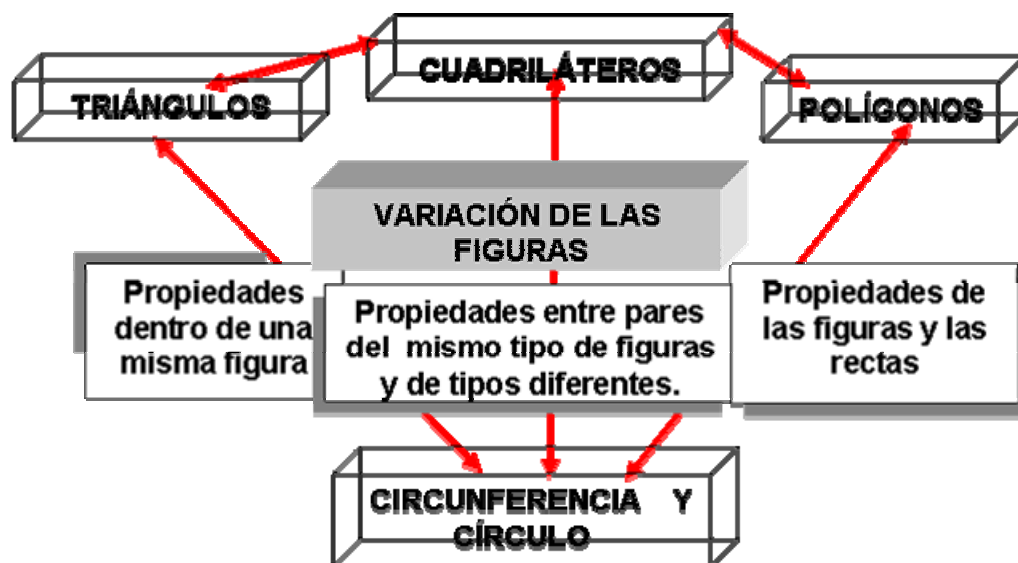 CUADRILÁTEROS
TRIÁNGULOS
POLÍGONOS
VARIACIÓN DE LAS
FIGURAS
Propiedades
dentro de una
misma figura
Propiedades entre pares
del mismo tipo de figuras
y de tipos diferentes.
Propiedades de
las figuras y las
rectas
CIRCUNFERENCIA Y
CÍRCULO